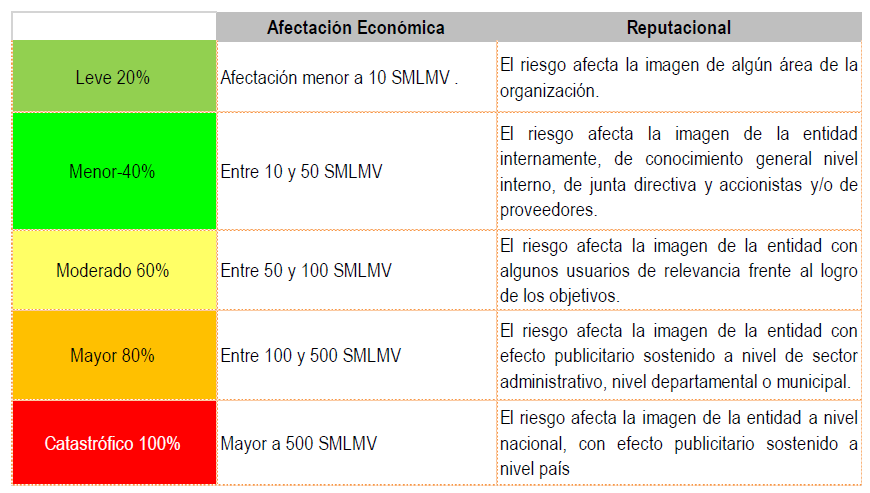 Afectación Económica Reputacional
Leve 20% Afectación menor a 10 SMLMV . El riesgo afecta la imagen de algún área de la
organización.
Menor-40% Entre 10 y 50 SMLMV El riesgo afecta la imagen de la entidad
internamente, de conocimiento general nivel
interno, de junta directiva y accionistas y/o de
proveedores.
Moderado 60% Entre 50 y 100 SMLMV El riesgo afecta la imagen de la entidad con
algunos usuarios de relevancia frente al logro
de los objetivos.
Mayor 80% Entre 100 y 500 SMLMV El riesgo afecta la imagen de la entidad con
efecto publicitario sostenido a nivel de sector
administrativo, nivel departamental o municipal.
Catastrófico 100% Mayor a 500 SMLMV El riesgo afecta la imagen de la entidad a nivel
nacional, con efecto publicitario sostenido a
nivel país